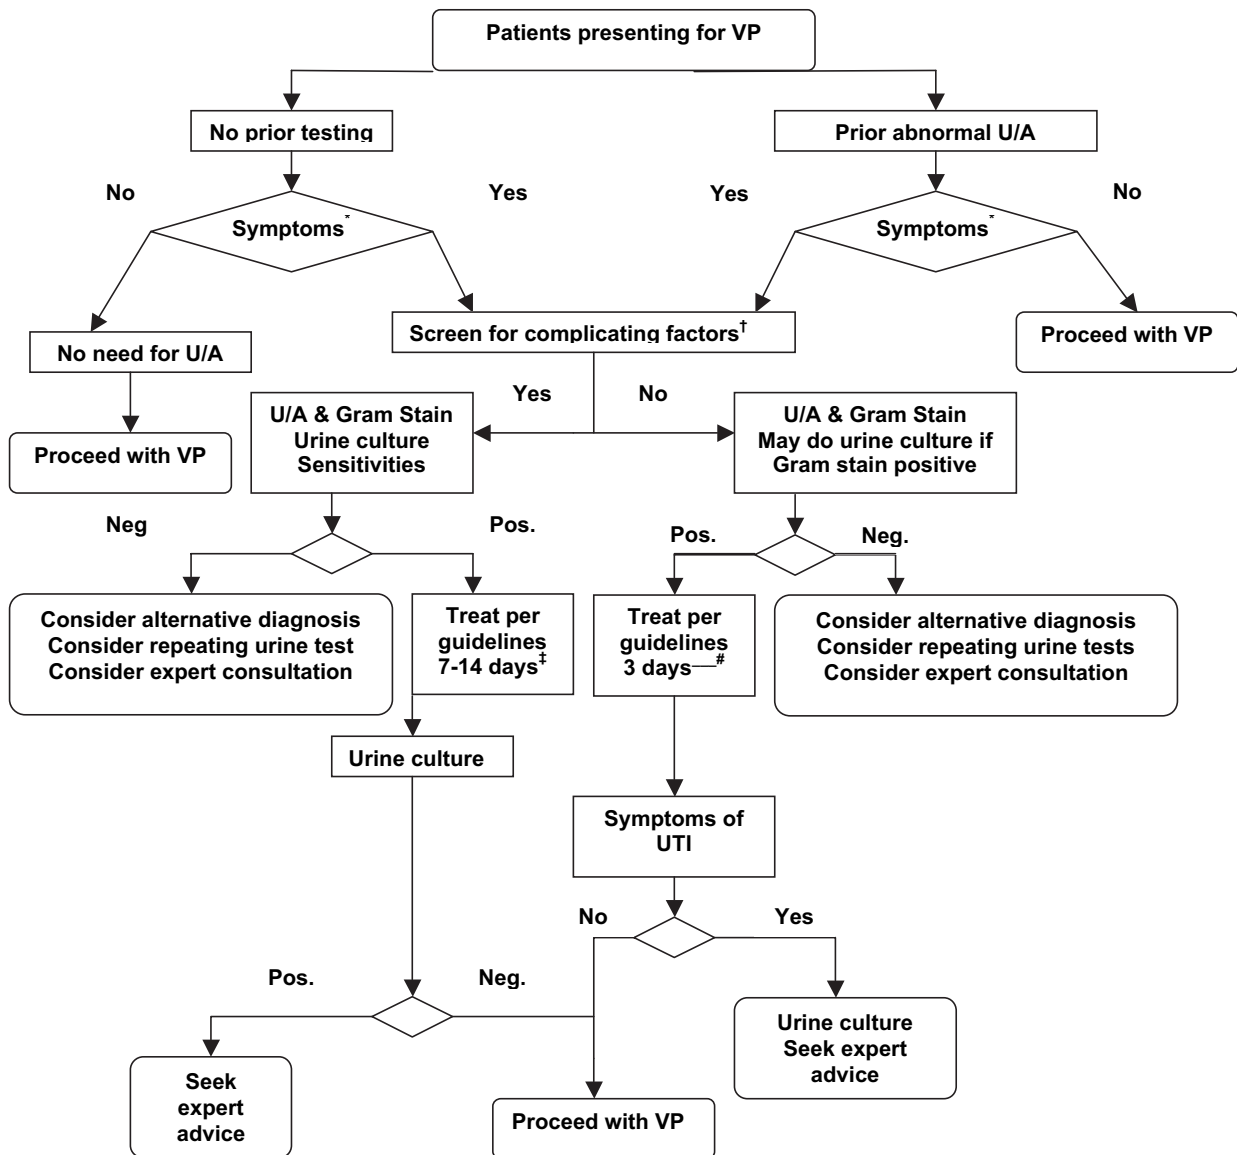 Patients presenting for VP
No prior testing
Prior abnormal U/A
No
Yes
Yes
No
Symptoms*
Symptoms*
Screen for complicating factors†
Proceed with VP
No need for U/A
Yes
No
U/A & Gram Stain
Urine culture
Sensitivities
U/A & Gram Stain
May do urine culture if
Gram stain positive
Proceed with VP
Neg
Pos.
Pos.
Neg.
Consider alternative diagnosis
Consider repeating urine test
Consider expert consultation
Treat per
guidelines
7-14 days‡
Treat per
guidelines
3 days—#
Consider alternative diagnosis
Consider repeating urine tests
Consider expert consultation
Urine culture
Symptoms of
UTI
No
Yes
Pos.
Neg.
Urine culture
Seek expert
advice
Seek
expert
advice
Proceed with VP